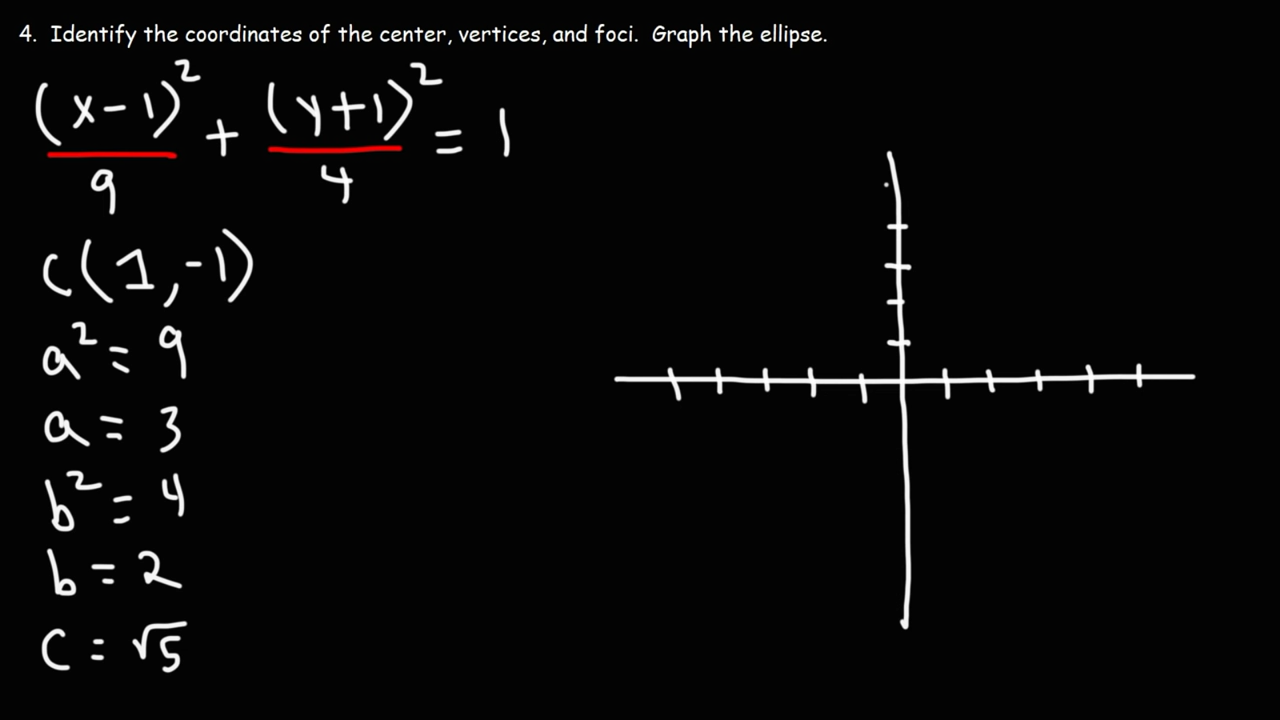 4. Identify the coordinates of the center, vertices, and foci. Graph the ellipse.
(x-1)²/9 + (y+1)²/4 = 1
C(1,-1)
a² = 9
a = 3
b² = 4
b = 2
c = √5